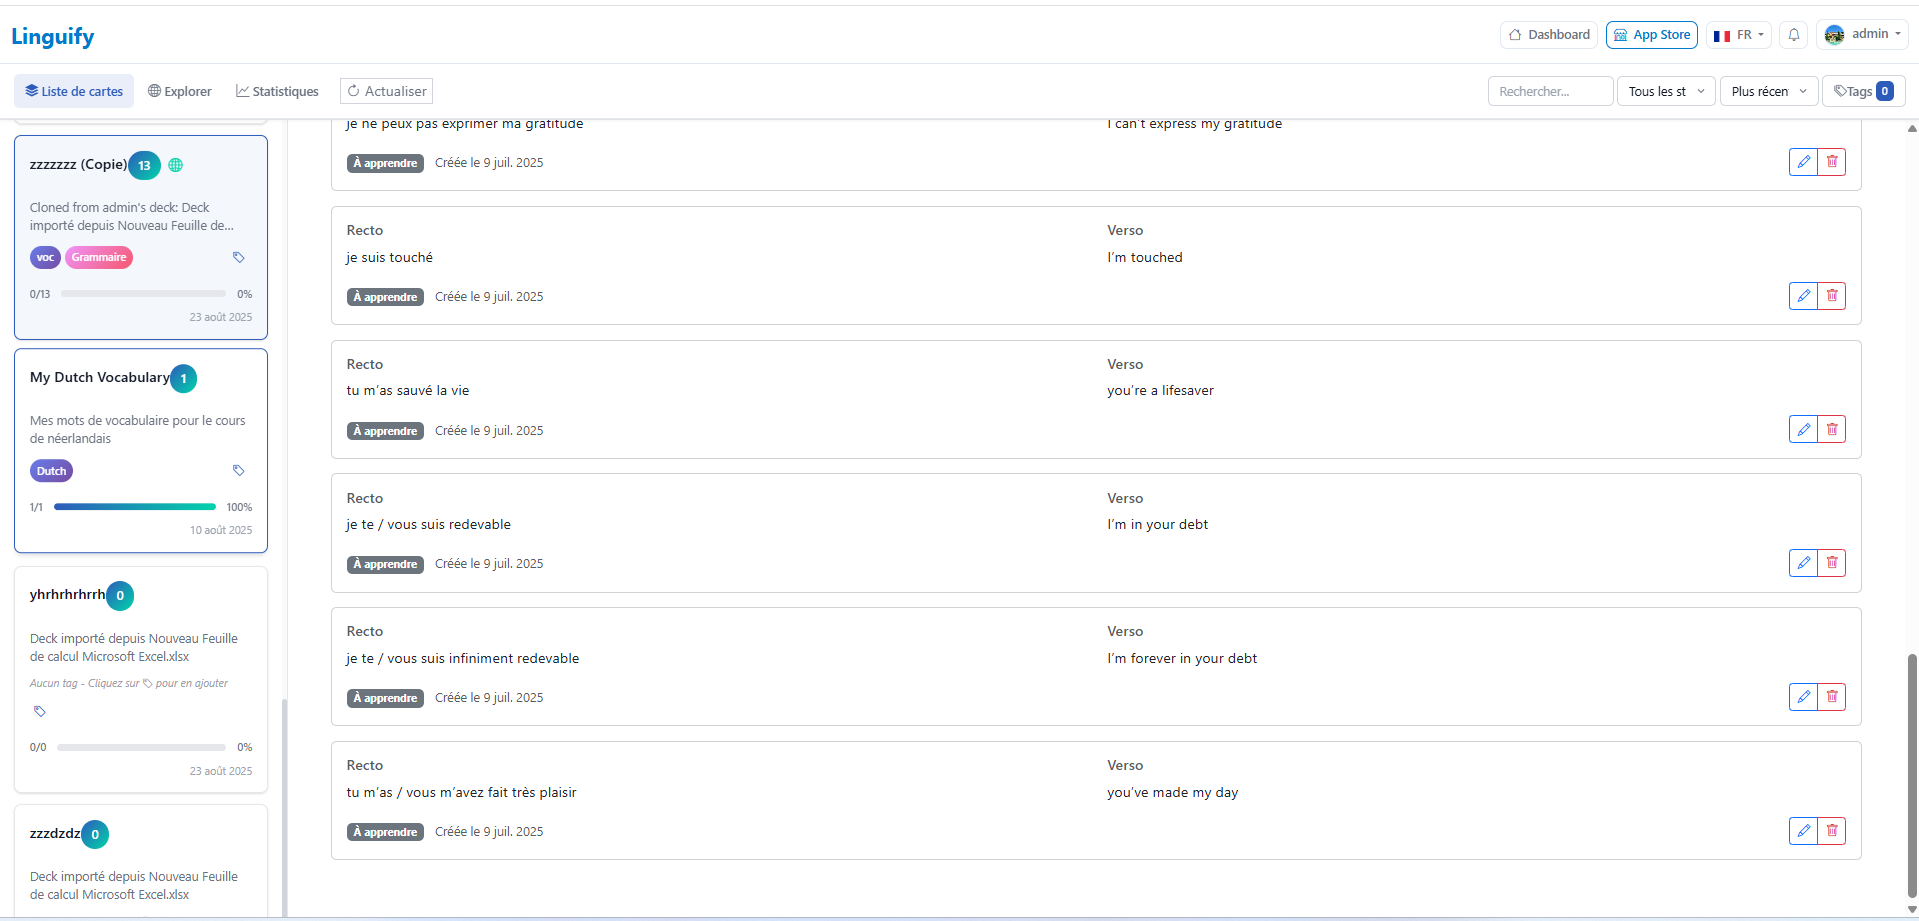 Linguify
Dashboard
App Store
FR
admin
Liste de cartes
Explorer
Statistiques
Actualiser
Rechercher...
Tous les st
Plus récen
Tags 0
zzzzzzz (Copie) 13
Cloned from admin's deck: Deck
importé depuis Nouveau Feuille de...
voc Grammaire
0/13 0%
23 août 2025
My Dutch Vocabulary 1
Mes mots de vocabulaire pour le cours
de néerlandais
Dutch
1/1 100%
10 août 2025
yhrhrhrhrrh 0
Deck importé depuis Nouveau Feuille
de calcul Microsoft Excel.xlsx
Aucun tag - Cliquez sur pour en ajouter
0/0 0%
23 août 2025
zzzdzdz 0
Deck importé depuis Nouveau Feuille
de calcul Microsoft Excel.xlsx
je ne peux pas exprimer ma gratitude
I can't express my gratitude
À apprendre Créée le 9 juil. 2025
Recto
Verso
je suis touché
I’m touched
À apprendre Créée le 9 juil. 2025
Recto
Verso
tu m’as sauvé la vie
you’re a lifesaver
À apprendre Créée le 9 juil. 2025
Recto
Verso
je te / vous suis redevable
I’m in your debt
À apprendre Créée le 9 juil. 2025
Recto
Verso
je te / vous suis infiniment redevable
I’m forever in your debt
À apprendre Créée le 9 juil. 2025
Recto
Verso
tu m’as / vous m’avez fait très plaisir
you’ve made my day
À apprendre Créée le 9 juil. 2025